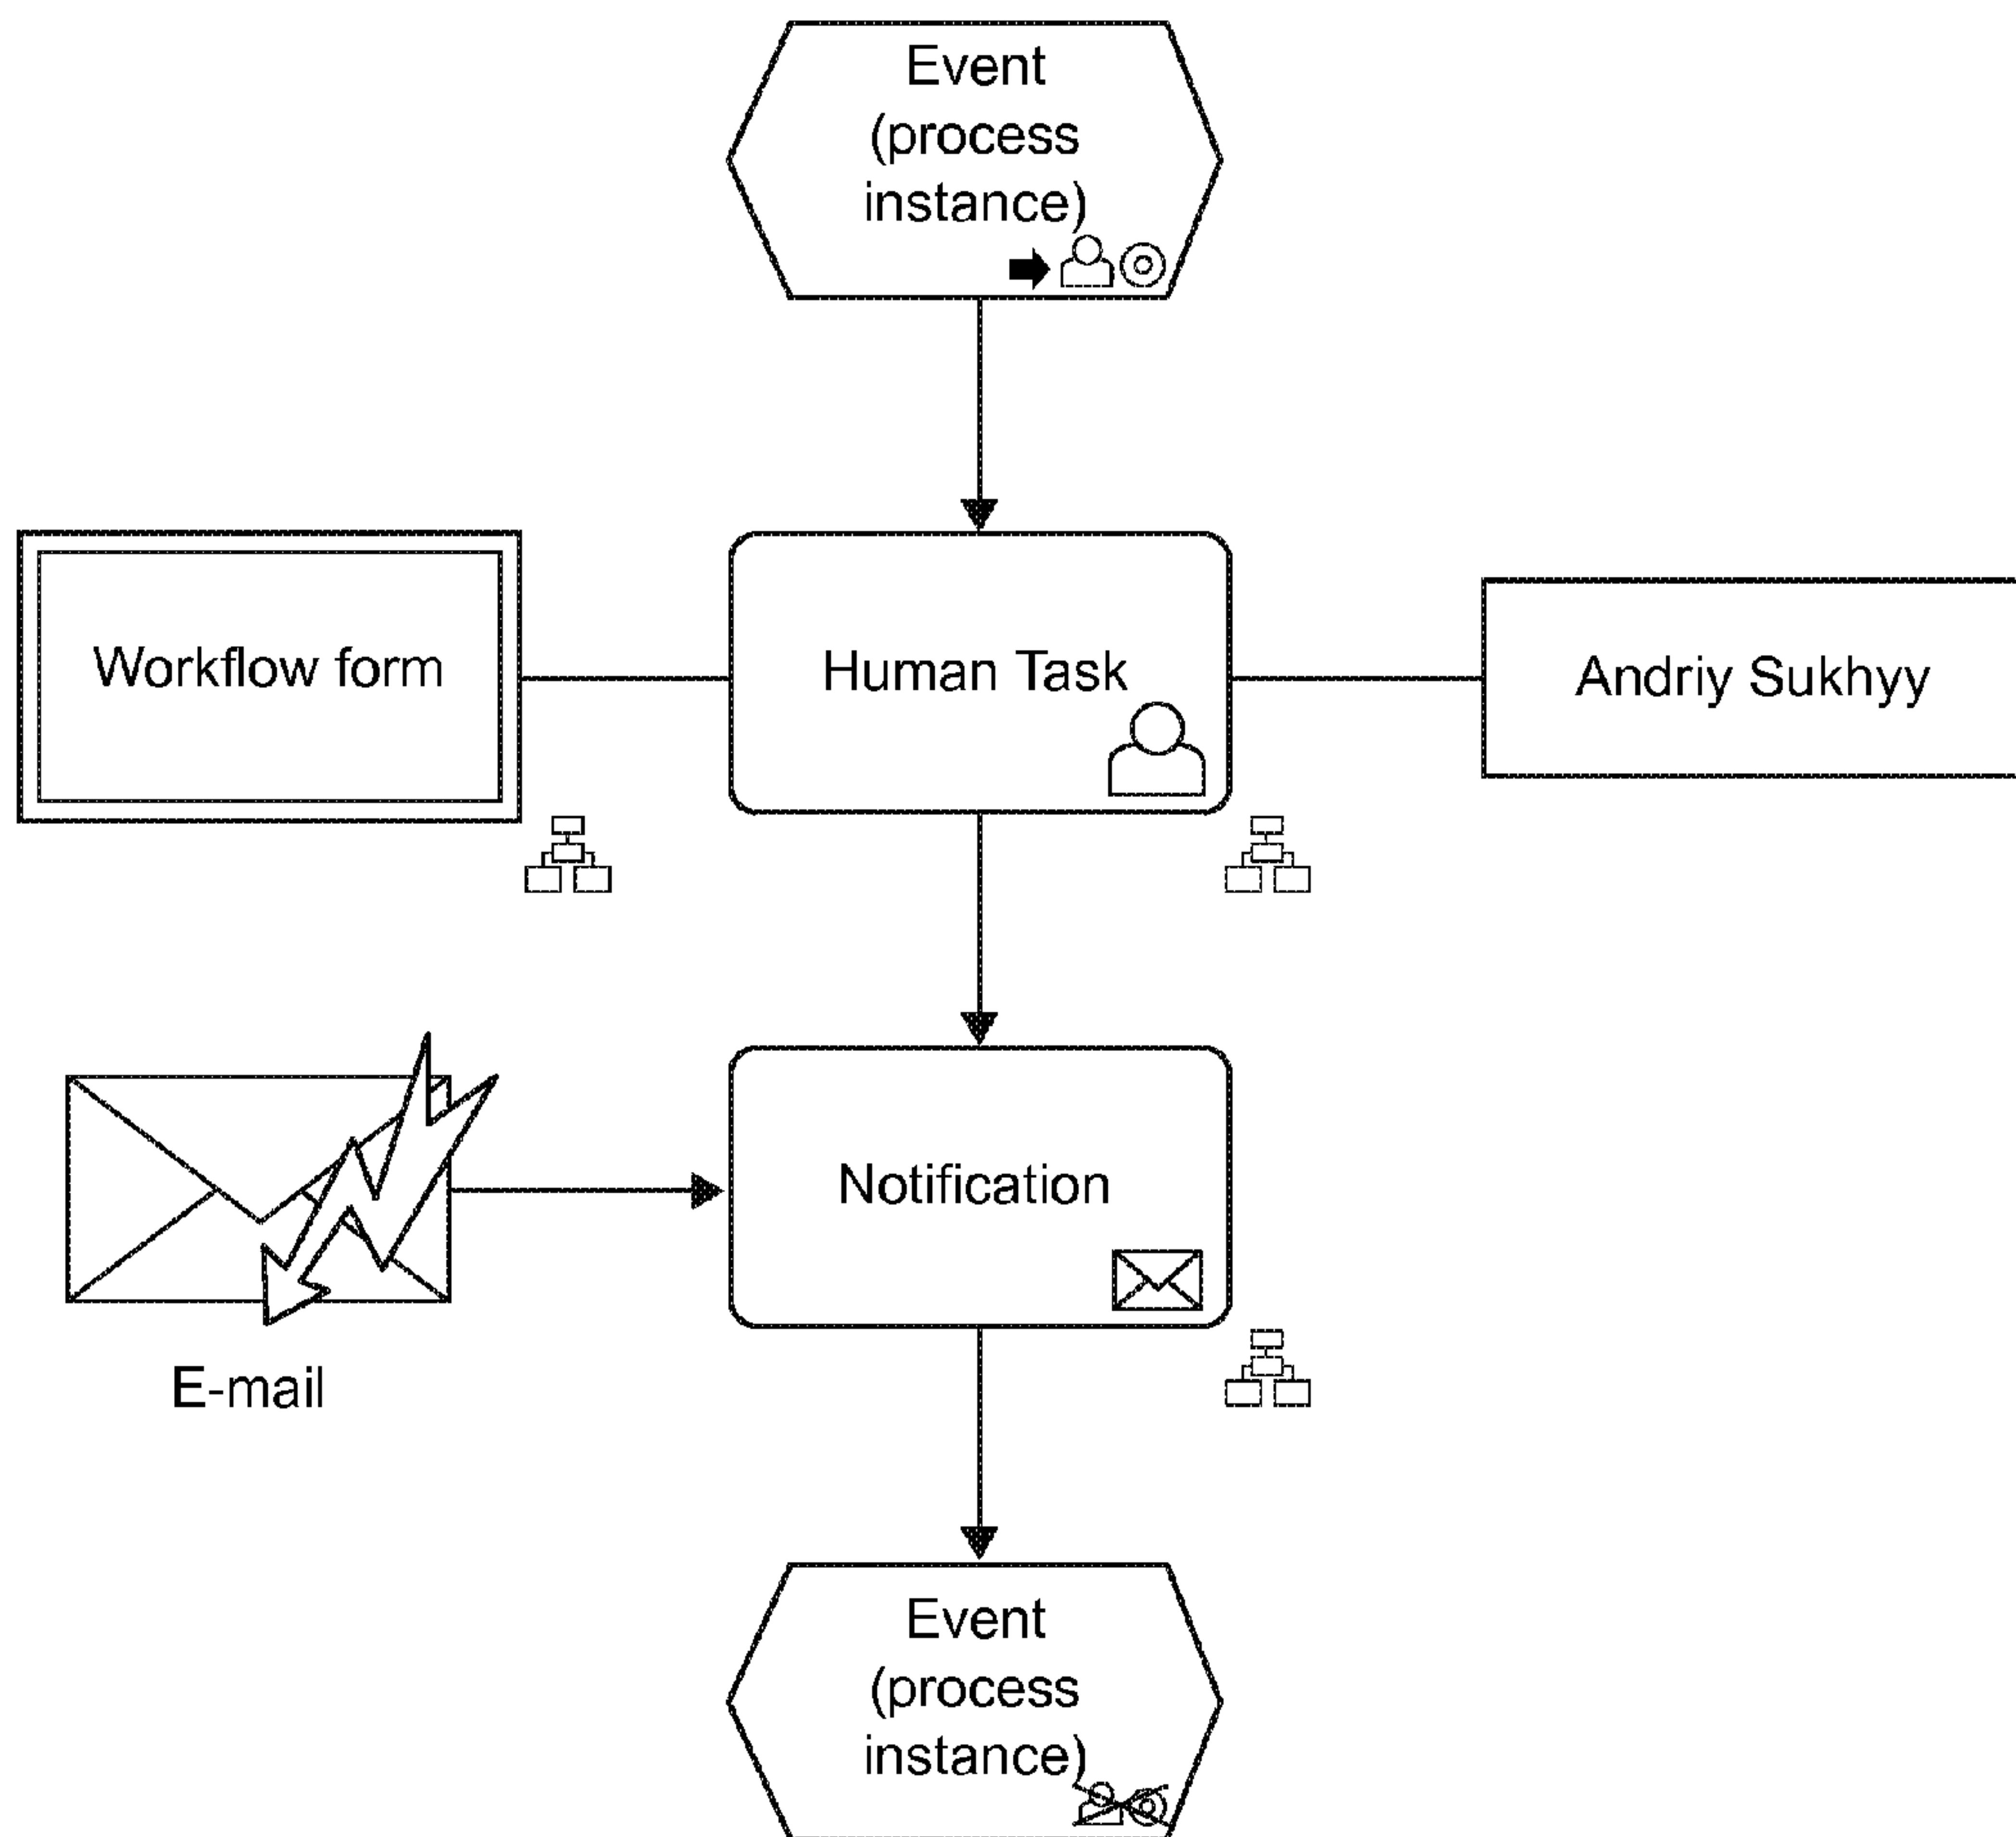 Event
(process
instance)
Workflow form
Human Task
Andriy Sukhyy
Notification
E-mail
Event
(process
instance)